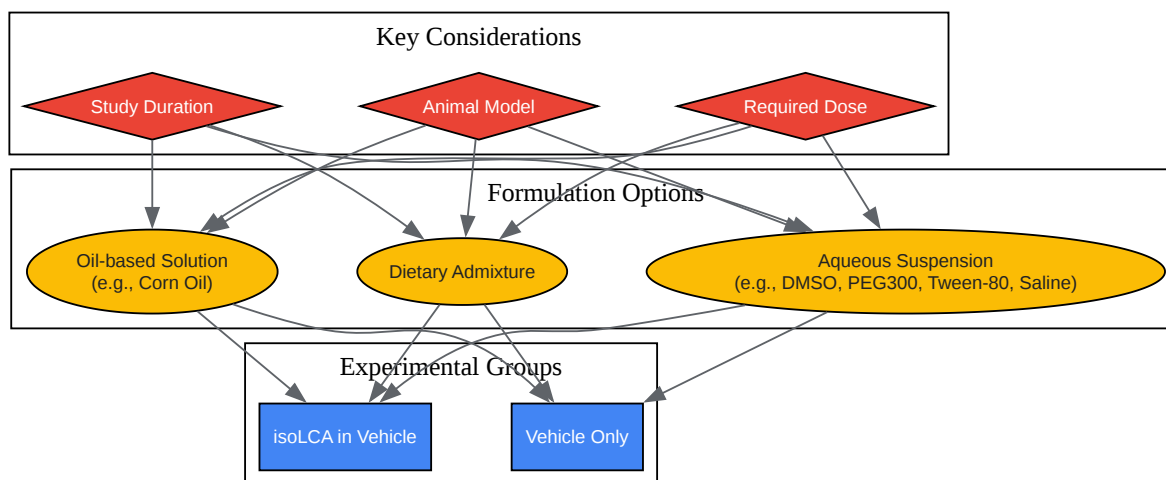 Key Considerations
Study Duration
Animal Model
Required Dose
Formulation Options
Oil-based Solution
(e.g., Corn Oil)
Dietary Admixture
Aqueous Suspension
(e.g., DMSO, PEG300, Tween-80, Saline)
Experimental Groups
isoLCA in Vehicle
Vehicle Only